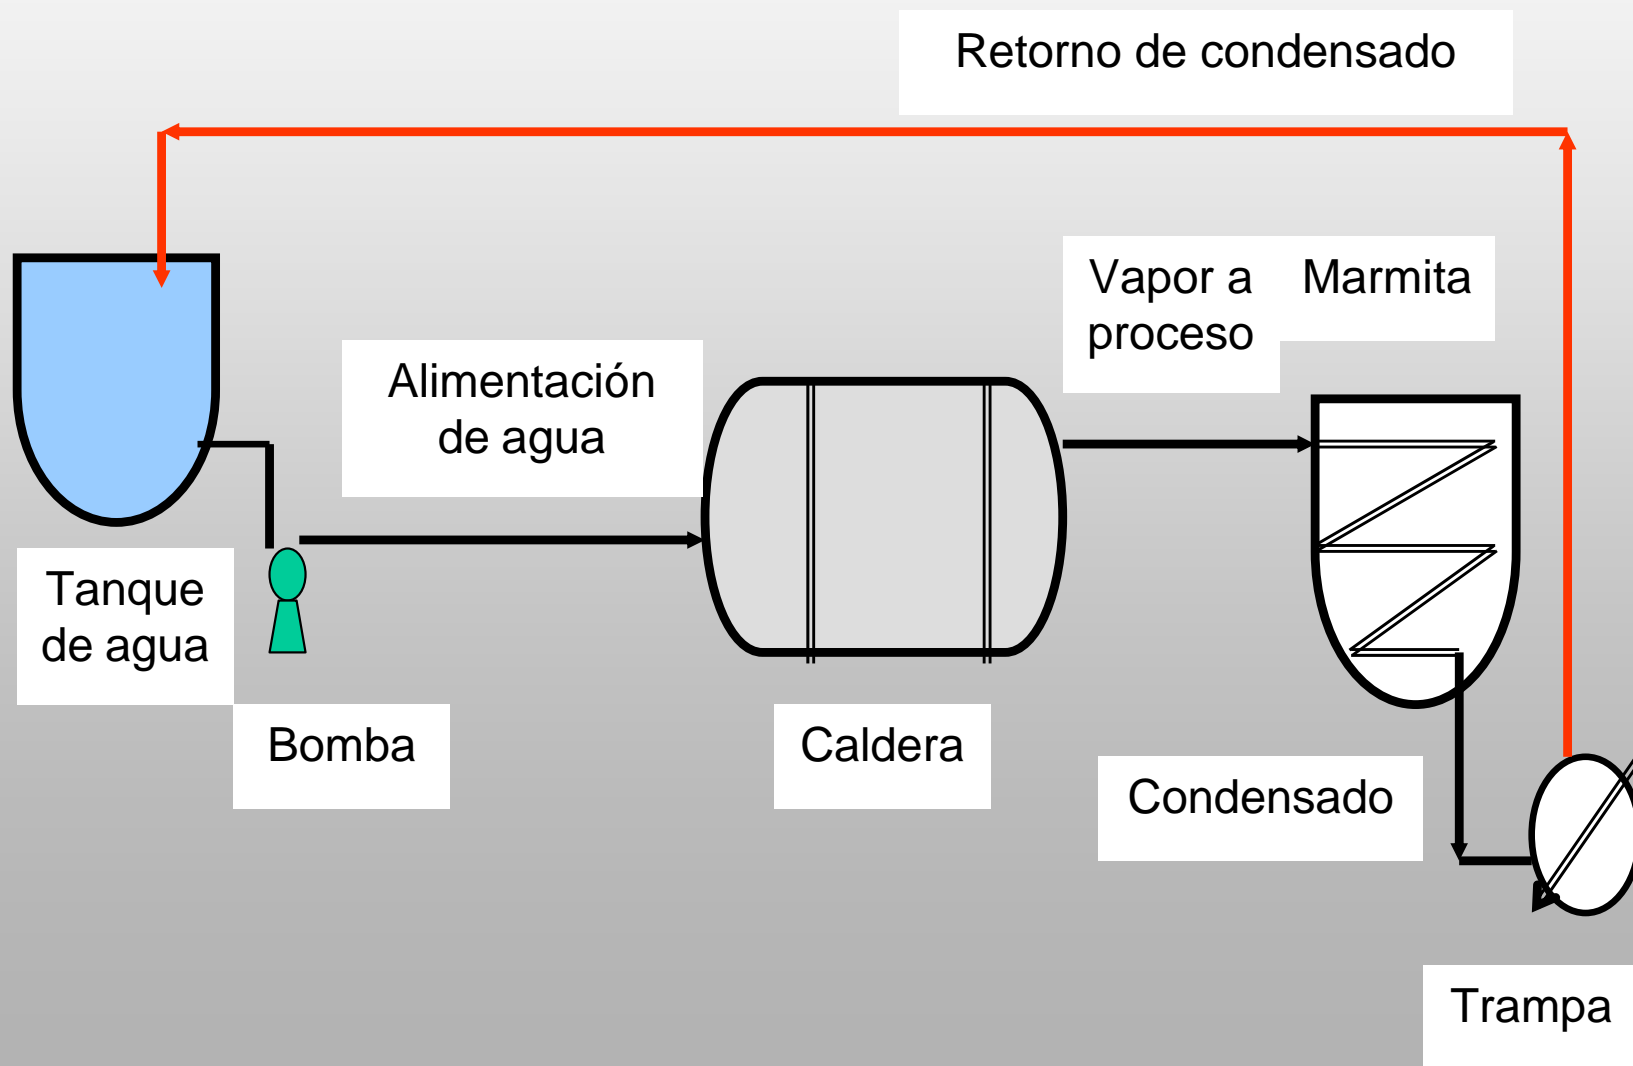 Retorno de condensado
Vapor a
proceso
Marmita
Alimentación
de agua
Tanque
de agua
Bomba
Caldera
Condensado
Trampa